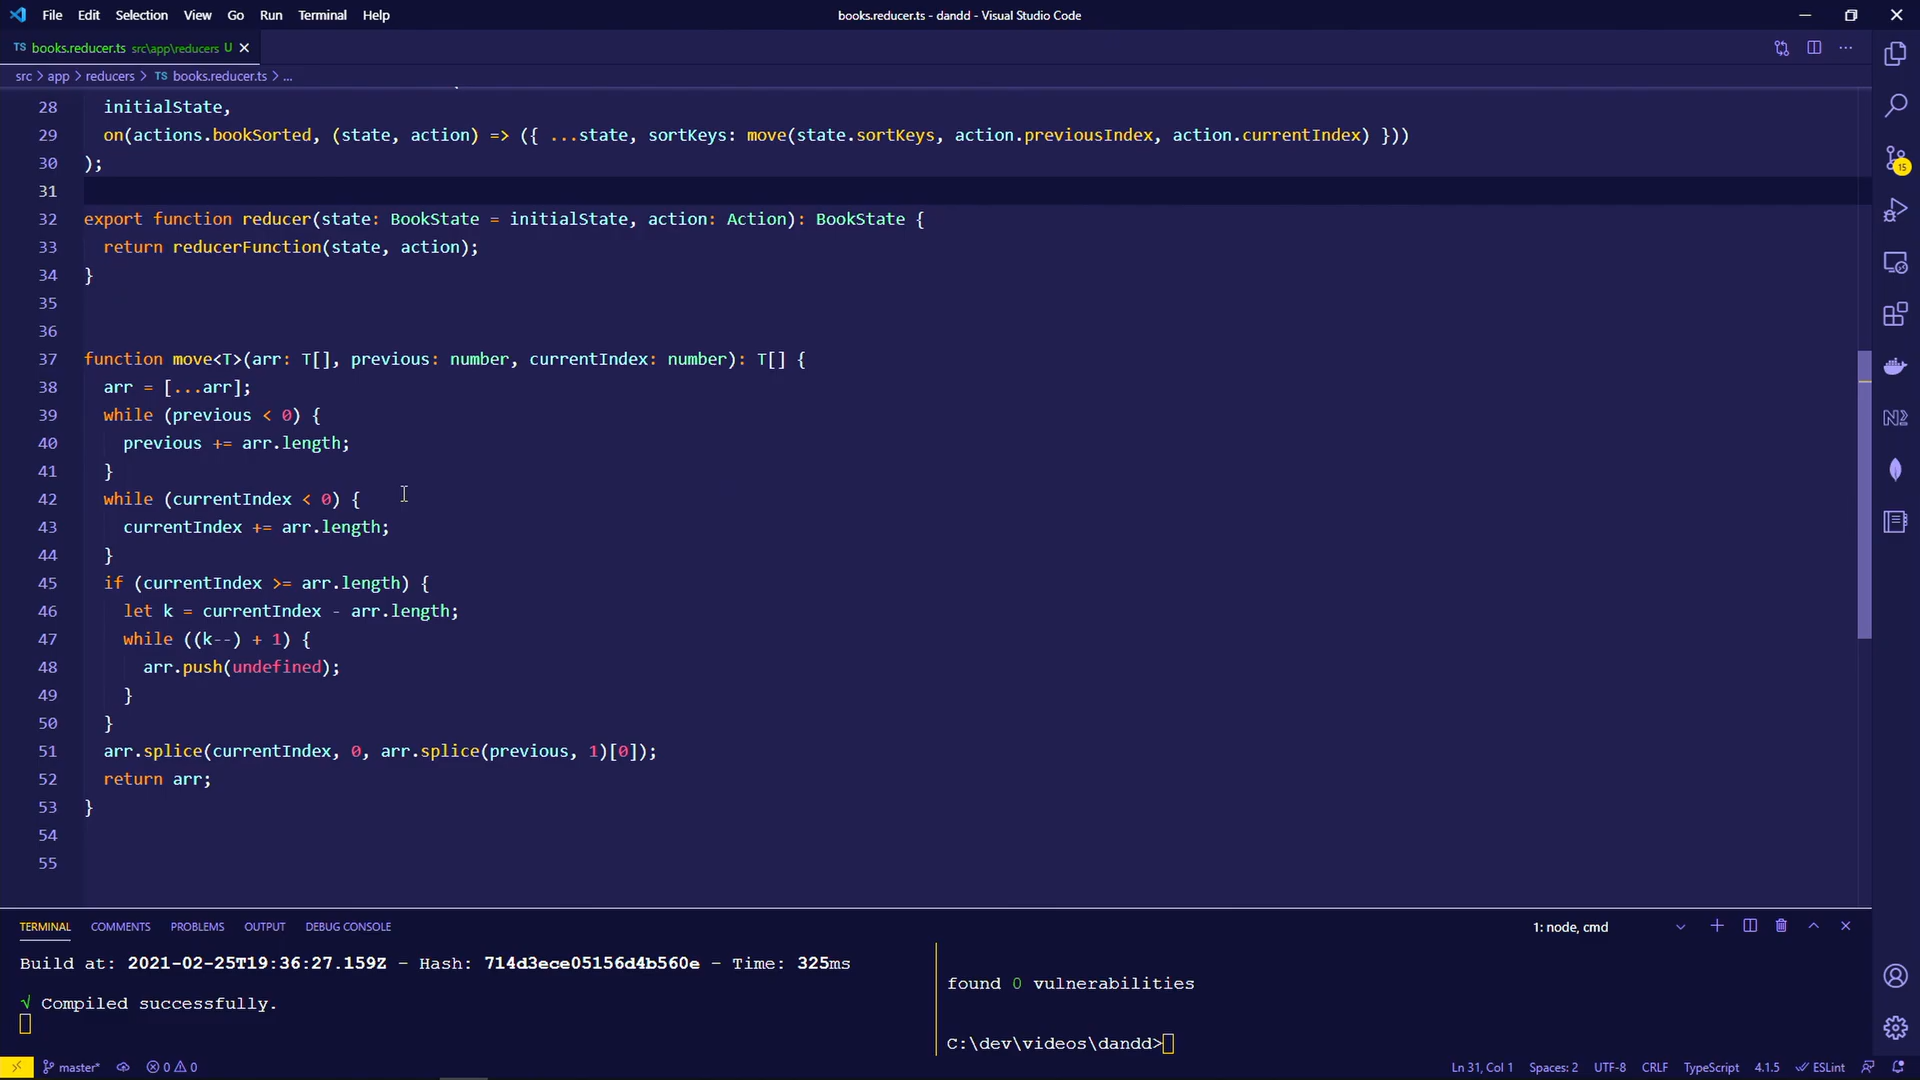 File Edit Selection View Go Run Terminal Help
books.reducer.ts - dandd - Visual Studio Code
TS books.reducer.ts src\app\reducers U
src > app > reducers > TS books.reducer.ts > ...
28 initialState,
29 on(actions.bookSorted, (state, action) => ({ ...state, sortKeys: move(state.sortKeys, action.previousIndex, action.currentIndex) }))
30 );
31
32 export function reducer(state: BookState = initialState, action: Action): BookState {
33 return reducerFunction(state, action);
34 }
35
36
37 function move<T>(arr: T[], previous: number, currentIndex: number): T[] {
38 arr = [...arr];
39 while (previous < 0) {
40 previous += arr.length;
41 }
42 while (currentIndex < 0) {
43 currentIndex += arr.length;
44 }
45 if (currentIndex >= arr.length) {
46 let k = currentIndex - arr.length;
47 while ((k--) + 1) {
48 arr.push(undefined);
49 }
50 }
51 arr.splice(currentIndex, 0, arr.splice(previous, 1)[0]);
52 return arr;
53 }
54
55
15
TERMINAL COMMENTS PROBLEMS OUTPUT DEBUG CONSOLE
1: node, cmd
Build at: 2021-02-25T19:36:27.159Z - Hash: 714d3ece05156d4b560e - Time: 325ms
√ Compiled successfully.
found 0 vulnerabilities
C:\dev\videos\dandd>
master* 0 0
Ln 31, Col 1 Spaces: 2 UTF-8 CRLF TypeScript 4.1.5 ESLint